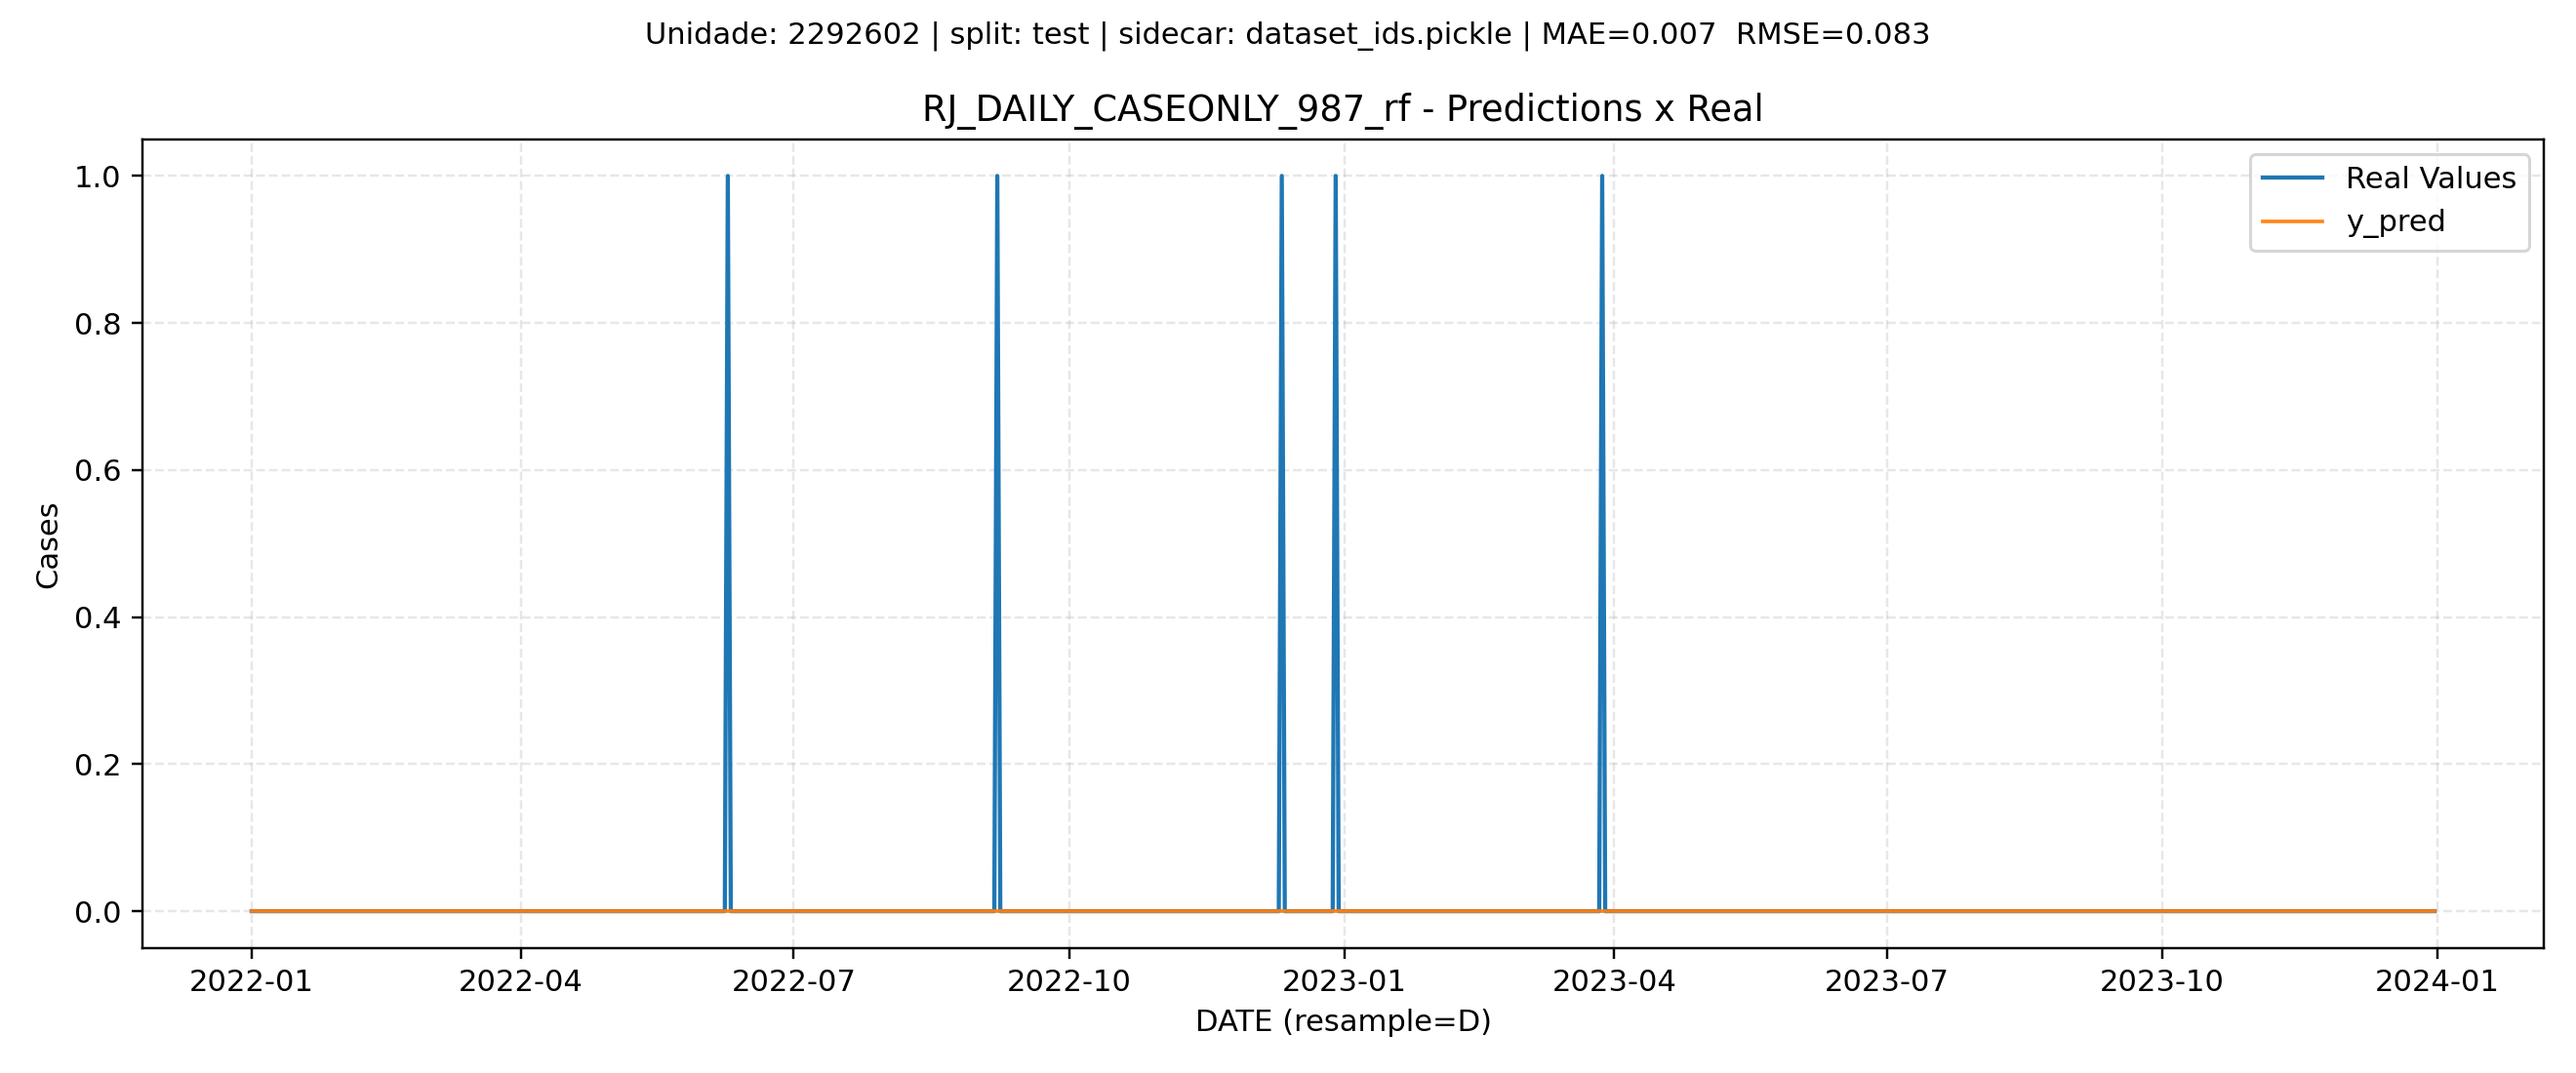 Unidade: 2292602 | split: test | sidecar: dataset_ids.pickle | MAE=0.007  RMSE=0.083
RJ_DAILY_CASEONLY_987_rf - Predictions x Real
Real Values
y_pred
1.0
0.8
0.6
0.4
0.2
0.0
Cases
2022-01 2022-04 2022-07 2022-10 2023-01 2023-04 2023-07 2023-10 2024-01
DATE (resample=D)